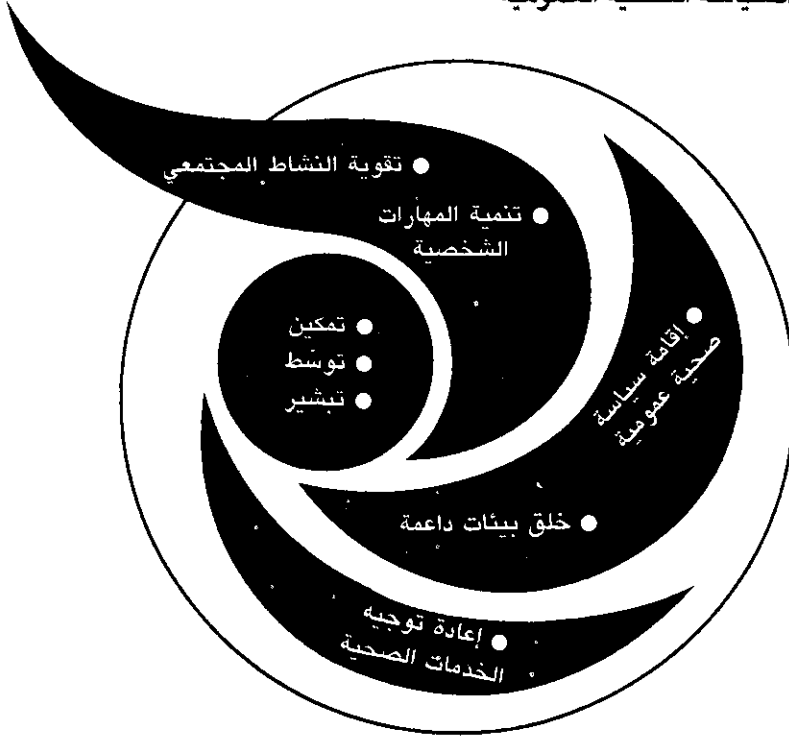 ● تقوية النشاط المجتمعي
● تنمية المهارات
الشخصية
● تمكين
● توسّط
● تبشير
● إقامة سياسة
صحية عمومية
● خلق بيئات داعمة
● إعادة توجيه
الخدمات الصحية